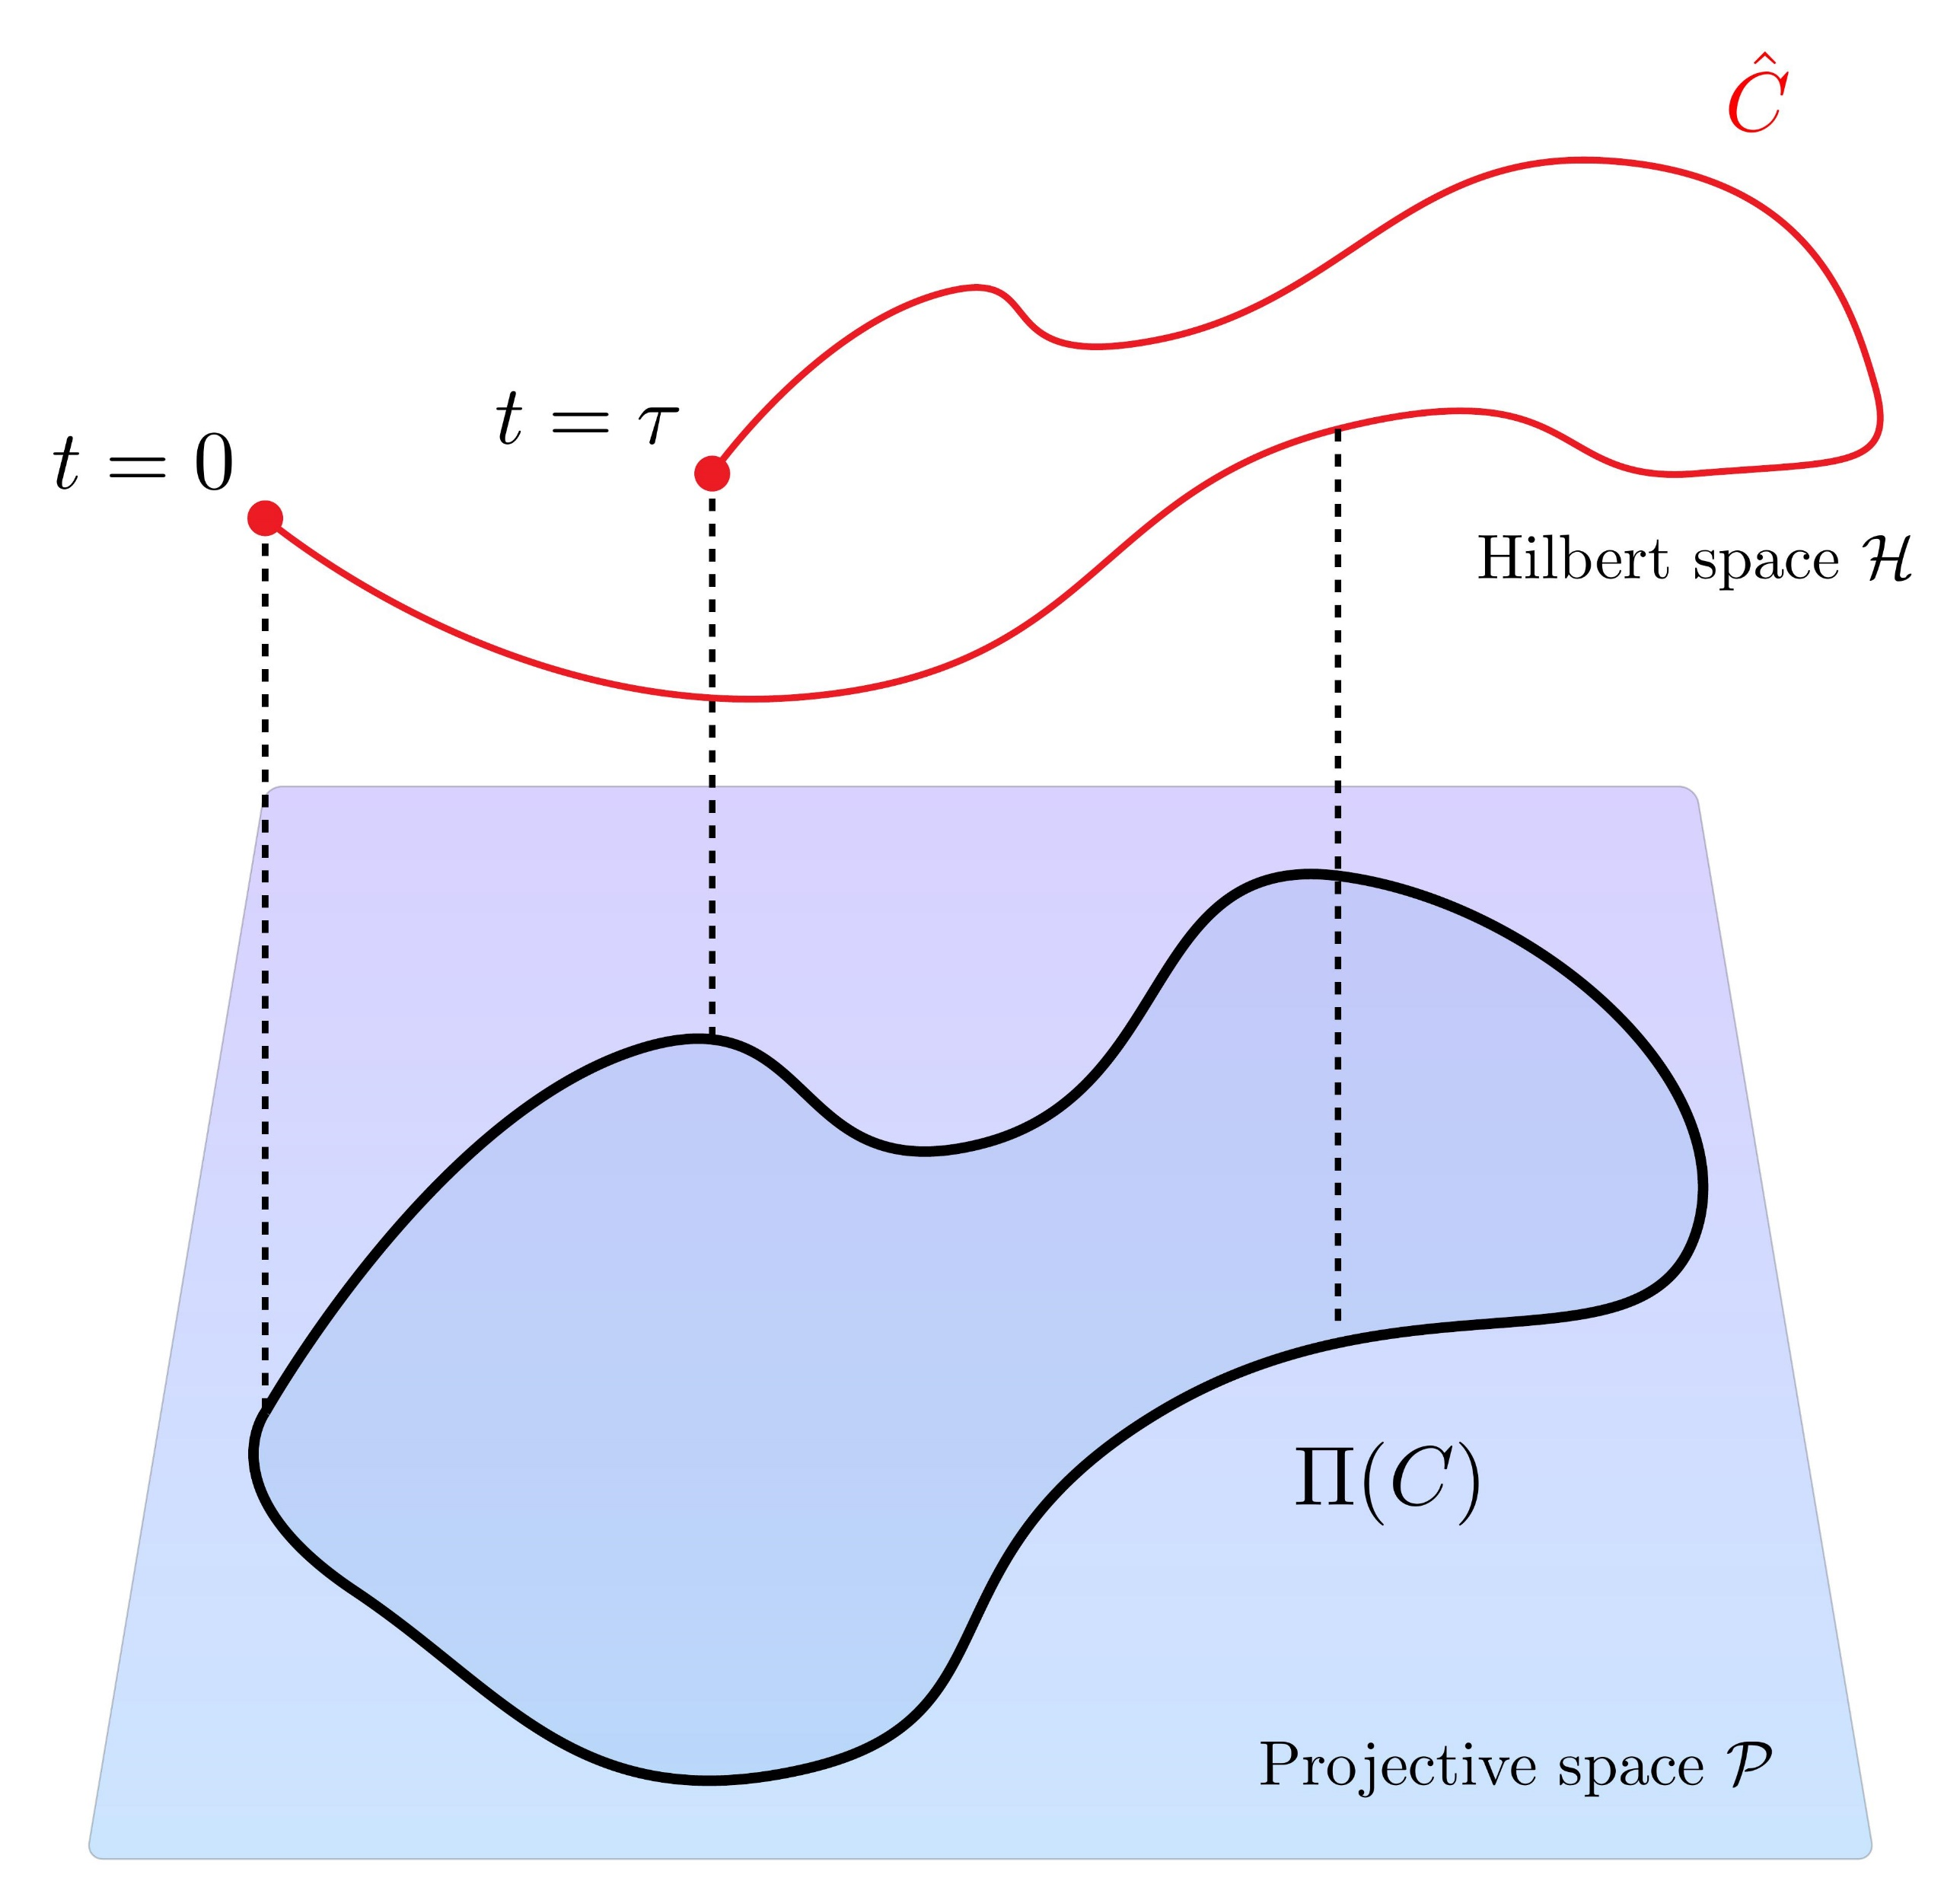 Ĉ
t = τ
t = 0
Hilbert space ℋ
Π(C)
Projective space 𝒫